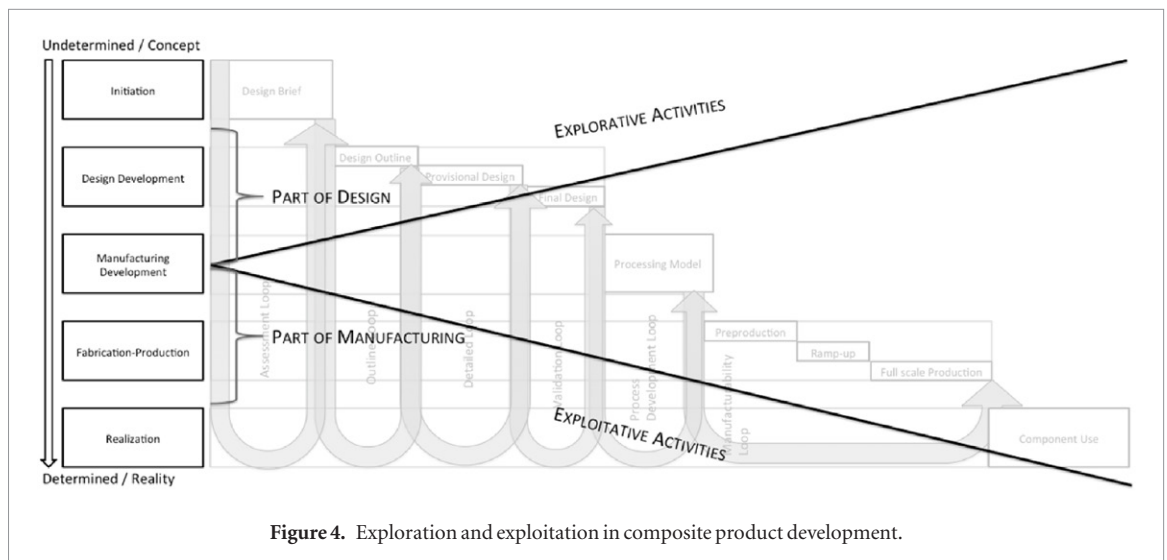 Undetermined / Concept
Initiation
Design Brief
EXPLORATIVE ACTIVITIES
Design Outline
Design Development
Provisional Design
PART OF DESIGN
Final Design
Manufacturing
Development
Processing Model
Assessment Loop
Outline Loop
Detailed Loop
Validation Loop
Process
Development Loop
Manufacturability
Loop
PART OF MANUFACTURING
Preproduction
Fabrication-Production
Ramp-up
Full scale Production
EXPLOITATIVE ACTIVITIES
Realization
Component Use
Determined / Reality
Figure 4. Exploration and exploitation in composite product development.